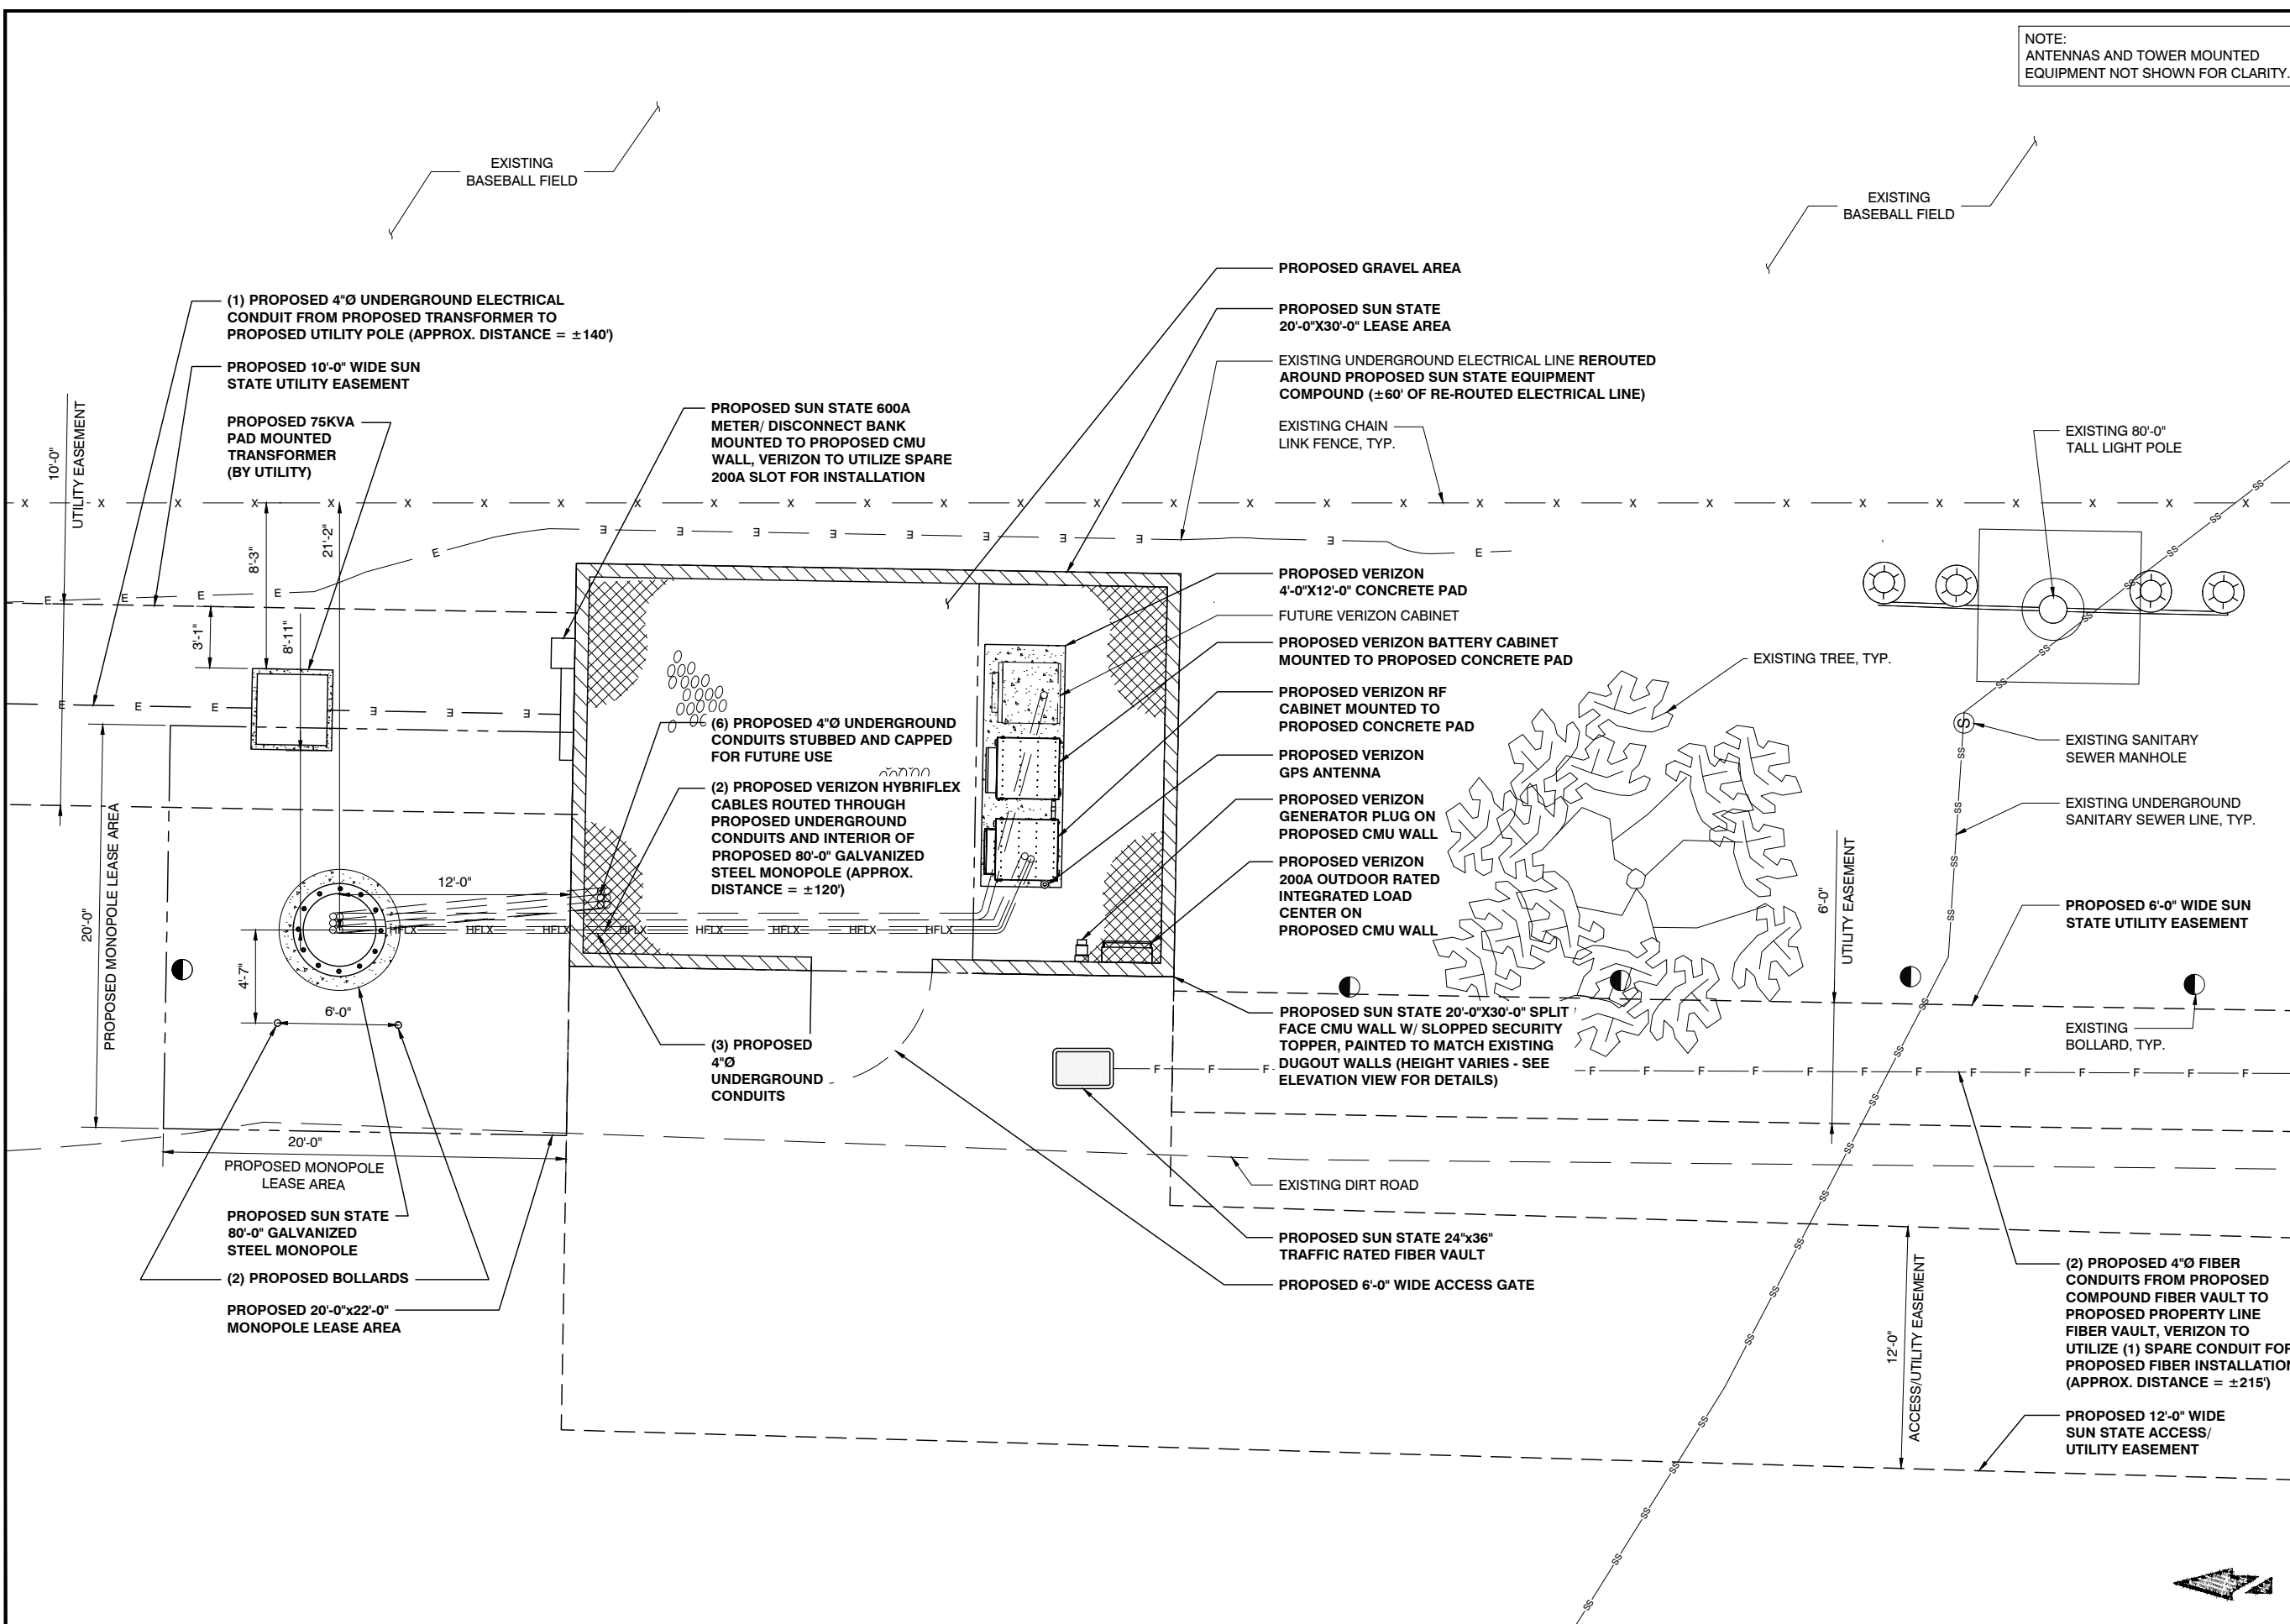 NOTE:
ANTENNAS AND TOWER MOUNTED
EQUIPMENT NOT SHOWN FOR CLARITY.
EXISTING
BASEBALL FIELD
EXISTING
BASEBALL FIELD
(1) PROPOSED 4"Ø UNDERGROUND ELECTRICAL
CONDUIT FROM PROPOSED TRANSFORMER TO
PROPOSED UTILITY POLE (APPROX. DISTANCE = ±140')
PROPOSED 10'-0" WIDE SUN
STATE UTILITY EASEMENT
PROPOSED 75KVA
PAD MOUNTED
TRANSFORMER
(BY UTILITY)
10'-0"
UTILITY EASEMENT
PROPOSED SUN STATE 600A
METER/ DISCONNECT BANK
MOUNTED TO PROPOSED CMU
WALL, VERIZON TO UTILIZE SPARE
200A SLOT FOR INSTALLATION
PROPOSED GRAVEL AREA
PROPOSED SUN STATE
20'-0"X30'-0" LEASE AREA
EXISTING UNDERGROUND ELECTRICAL LINE REROUTED
AROUND PROPOSED SUN STATE EQUIPMENT
COMPOUND (±60' OF RE-ROUTED ELECTRICAL LINE)
EXISTING CHAIN
LINK FENCE, TYP.
EXISTING 80'-0"
TALL LIGHT POLE
8'-3"
21'-2"
3'-1"
8'-11"
PROPOSED VERIZON
4'-0"X12'-0" CONCRETE PAD
FUTURE VERIZON CABINET
PROPOSED VERIZON BATTERY CABINET
MOUNTED TO PROPOSED CONCRETE PAD
PROPOSED VERIZON RF
CABINET MOUNTED TO
PROPOSED CONCRETE PAD
PROPOSED VERIZON
GPS ANTENNA
PROPOSED VERIZON
GENERATOR PLUG ON
PROPOSED CMU WALL
PROPOSED VERIZON
200A OUTDOOR RATED
INTEGRATED LOAD
CENTER ON
PROPOSED CMU WALL
EXISTING TREE, TYP.
S
EXISTING SANITARY
SEWER MANHOLE
EXISTING UNDERGROUND
SANITARY SEWER LINE, TYP.
(6) PROPOSED 4"Ø UNDERGROUND
CONDUITS STUBBED AND CAPPED
FOR FUTURE USE
(2) PROPOSED VERIZON HYBRIFLEX
CABLES ROUTED THROUGH
PROPOSED UNDERGROUND
CONDUITS AND INTERIOR OF
PROPOSED 80'-0" GALVANIZED
STEEL MONOPOLE (APPROX.
DISTANCE = ±120')
12'-0"
HFLX HFLX HFLX HFLX HFLX HFLX HFLX HFLX
20'-0"
PROPOSED MONOPOLE LEASE AREA
4'-7"
6'-0"
6'-0"
UTILITY EASEMENT
PROPOSED 6'-0" WIDE SUN
STATE UTILITY EASEMENT
EXISTING
BOLLARD, TYP.
(3) PROPOSED
4"Ø
UNDERGROUND
CONDUITS
PROPOSED SUN STATE 20'-0"X30'-0" SPLIT
FACE CMU WALL W/ SLOPPED SECURITY
TOPPER, PAINTED TO MATCH EXISTING
DUGOUT WALLS (HEIGHT VARIES - SEE
ELEVATION VIEW FOR DETAILS)
20'-0"
PROPOSED MONOPOLE
LEASE AREA
EXISTING DIRT ROAD
PROPOSED SUN STATE
80'-0" GALVANIZED
STEEL MONOPOLE
(2) PROPOSED BOLLARDS
PROPOSED 20'-0"x22'-0"
MONOPOLE LEASE AREA
PROPOSED SUN STATE 24"x36"
TRAFFIC RATED FIBER VAULT
PROPOSED 6'-0" WIDE ACCESS GATE
12'-0"
ACCESS/UTILITY EASEMENT
(2) PROPOSED 4"Ø FIBER
CONDUITS FROM PROPOSED
COMPOUND FIBER VAULT TO
PROPOSED PROPERTY LINE
FIBER VAULT, VERIZON TO
UTILIZE (1) SPARE CONDUIT FOR
PROPOSED FIBER INSTALLATION
(APPROX. DISTANCE = ±215')
PROPOSED 12'-0" WIDE
SUN STATE ACCESS/
UTILITY EASEMENT